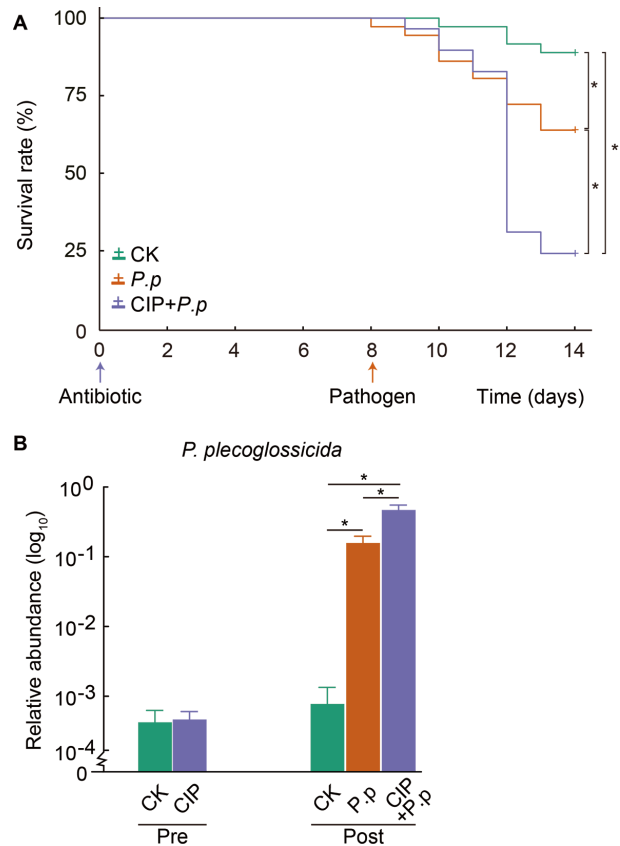 A
Survival rate (%)
100
75
50
25
0
CK
P.p
CIP+P.p
0 2 4 6 8 10 12 14
Antibiotic Pathogen Time (days)
*
*
*
B
P. plecoglossicida
Relative abundance (log10)
10^0
10^-1
10^-2
10^-3
10^-4
0
*
*
*
CK CIP CK P.p CIP+P.p
Pre Post